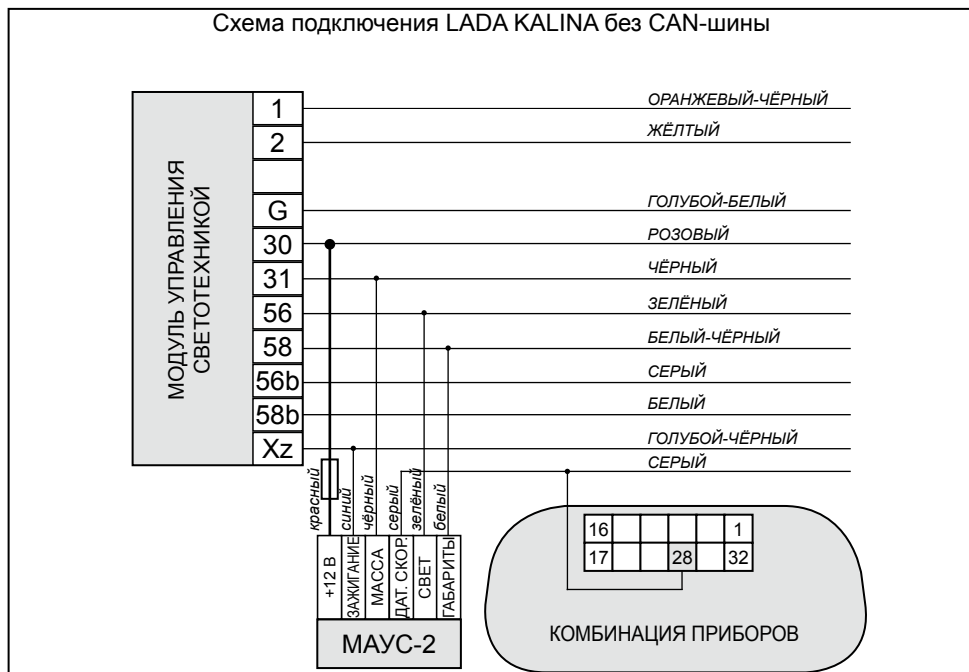 Схема подключения LADA KALINA без CAN-шины
МОДУЛЬ УПРАВЛЕНИЯ
СВЕТОТЕХНИКОЙ
1
ОРАНЖЕВЫЙ-ЧЁРНЫЙ
2
ЖЁЛТЫЙ
G
ГОЛУБОЙ-БЕЛЫЙ
30
РОЗОВЫЙ
31
ЧЁРНЫЙ
56
ЗЕЛЁНЫЙ
58
БЕЛЫЙ-ЧЁРНЫЙ
56b
СЕРЫЙ
58b
БЕЛЫЙ
Xz
ГОЛУБОЙ-ЧЁРНЫЙ
СЕРЫЙ
красный
синий
чёрный
серый
зелёный
белый
+12 В
ЗАЖИГАНИЕ
МАССА
ДАТ. СКОР.
СВЕТ
ГАБАРИТЫ
МАУС-2
16
1
17
28
32
КОМБИНАЦИЯ ПРИБОРОВ